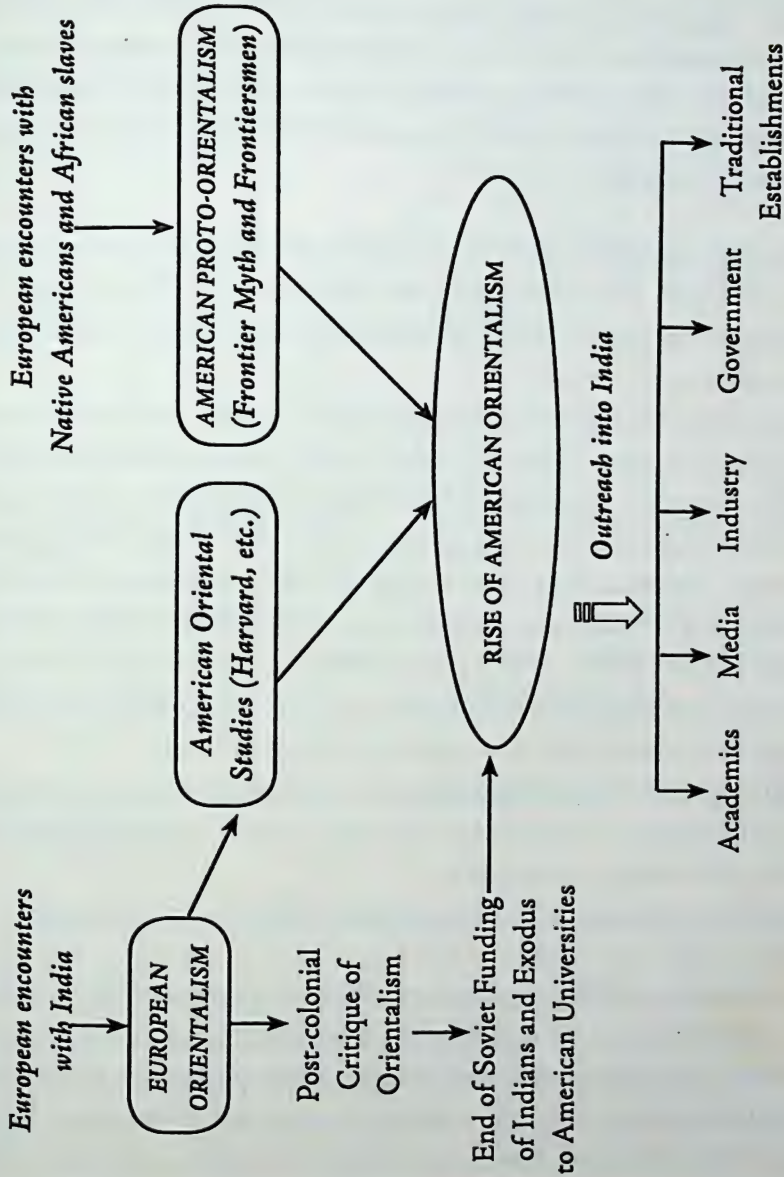 European encounters
with India
European encounters with
Native Americans and African slaves
EUROPEAN
ORIENTALISM
American Oriental
Studies (Harvard, etc.)
AMERICAN PROTO-ORIENTALISM
(Frontier Myth and Frontiersmen)
Post-colonial
Critique of
Orientalism
End of Soviet Funding
of Indians and Exodus
to American Universities
RISE OF AMERICAN ORIENTALISM
Outreach into India
Academics
Media
Industry
Government
Traditional
Establishments